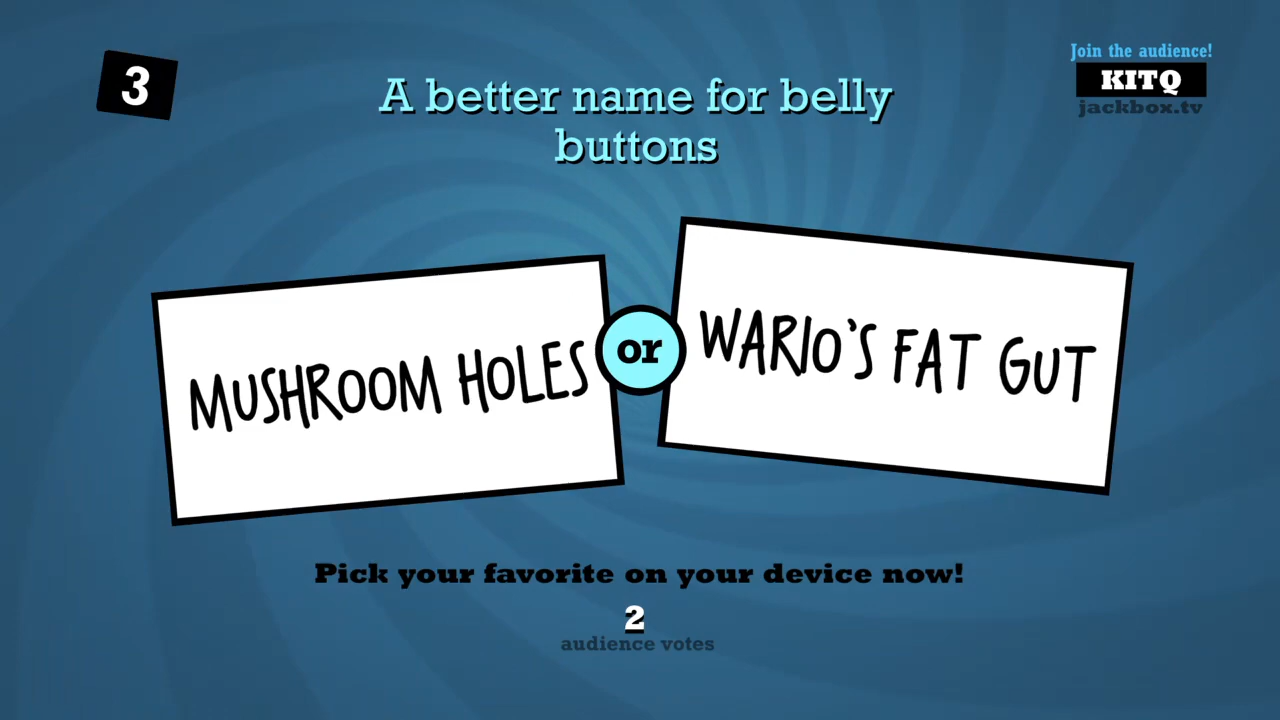 3
Join the audience!
KITQ
jackbox.tv
A better name for belly
buttons
MUSHROOM HOLES
or
WARIO'S FAT GUT
Pick your favorite on your device now!
2
audience votes